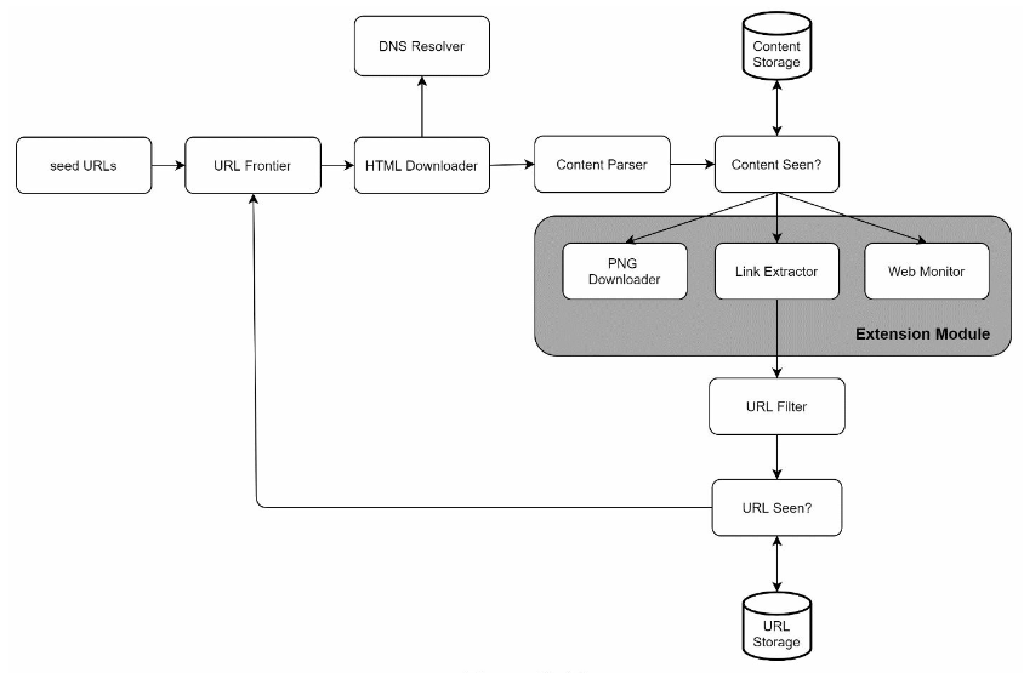 DNS Resolver
Content
Storage
seed URLs
URL Frontier
HTML Downloader
Content Parser
Content Seen?
PNG
Downloader
Link Extractor
Web Monitor
Extension Module
URL Filter
URL Seen?
URL
Storage